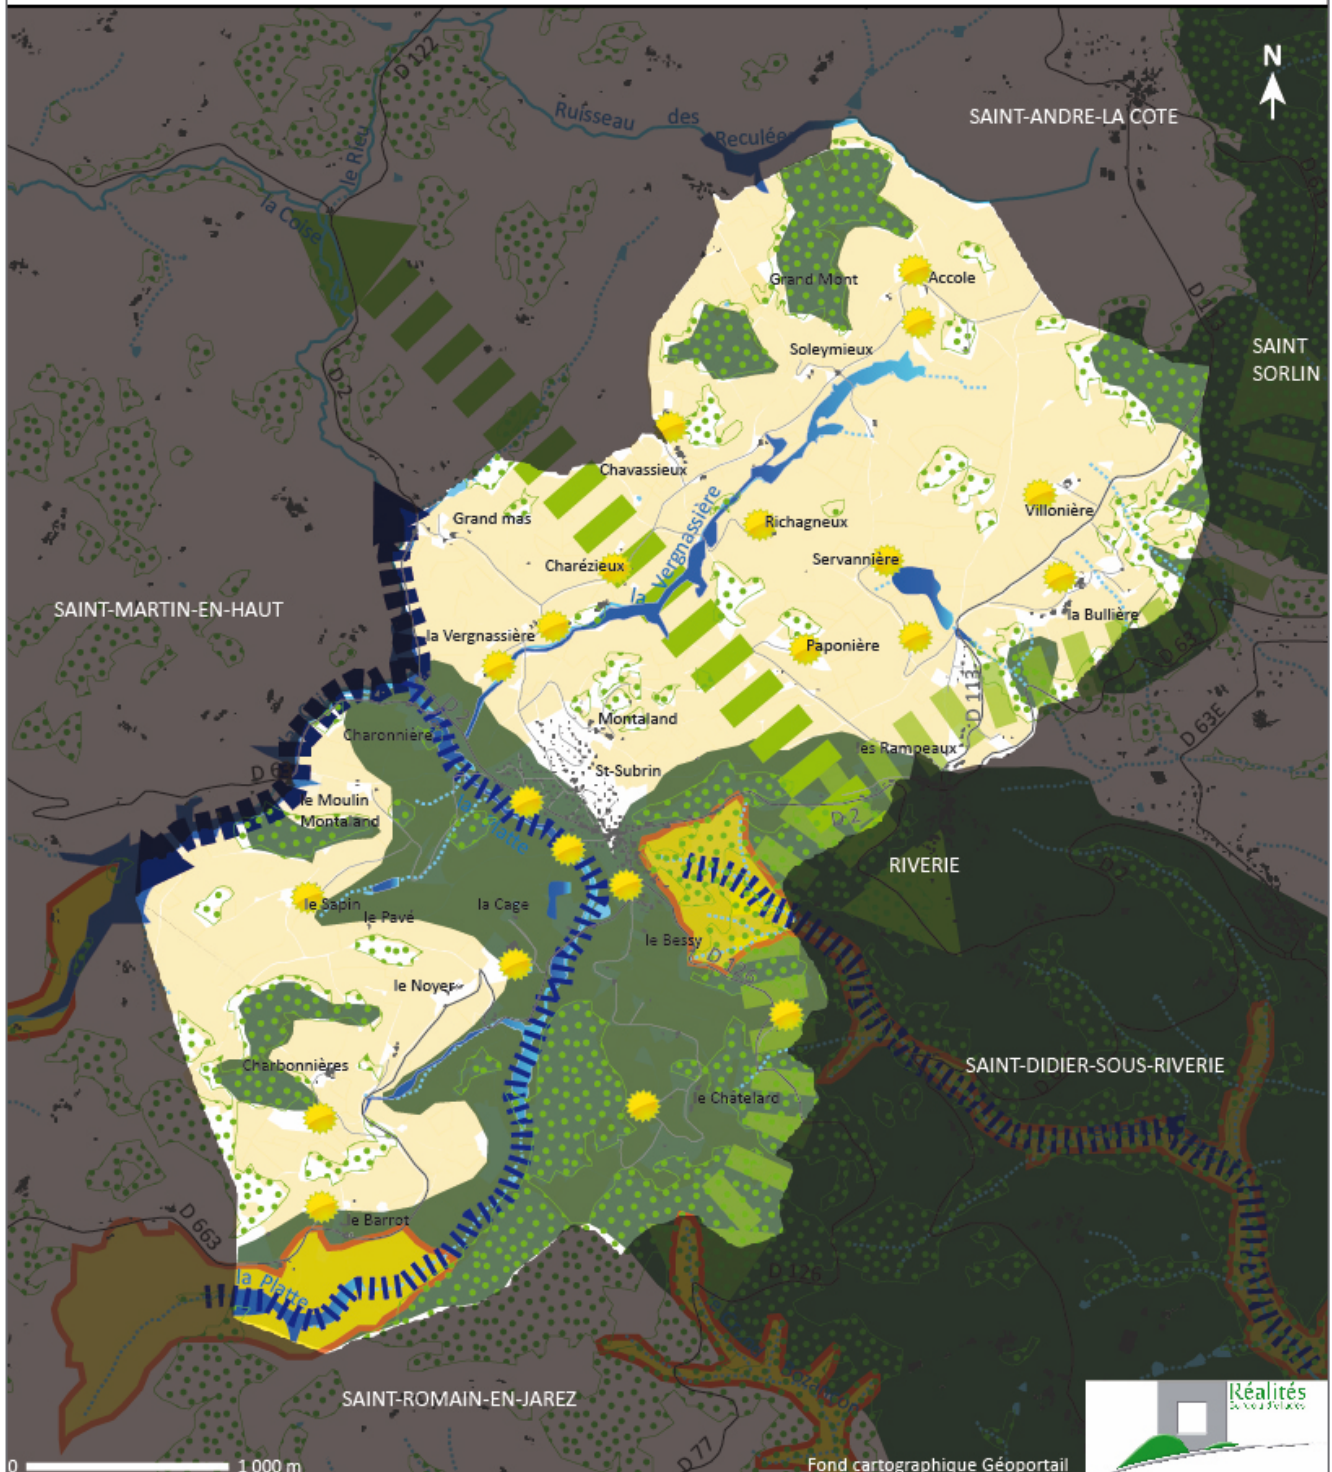 N
D 122
Ruisseau des Reculées
SAINT-ANDRE-LA COTE
le Rieu
la Coise
Grand Mont
Accole
SAINT
SORLIN
Soleymieux
D 2
Chavassieux
Grand mas
la Vergnassière
Richagneux
Villonière
Charézieux
Servannière
SAINT-MARTIN-EN-HAUT
la Vergnassière
la Bullière
Paponière
D 113
D 63E
Montaland
Charonnière
les Rampeaux
St-Subrin
le Moulin
Montaland
D 2
RIVERIE
le Sapin
le Pavé
la Cage
le Bessy
le Noyer
Charbonnières
SAINT-DIDIER-SOUS-RIVERIE
le Chatelard
le Barrot
D 663
la Platte
D 126
SAINT-ROMAIN-EN-JAREZ
D 77
Réalités
Bureau d'études
0 1 000 m
Fond cartographique Géoportail